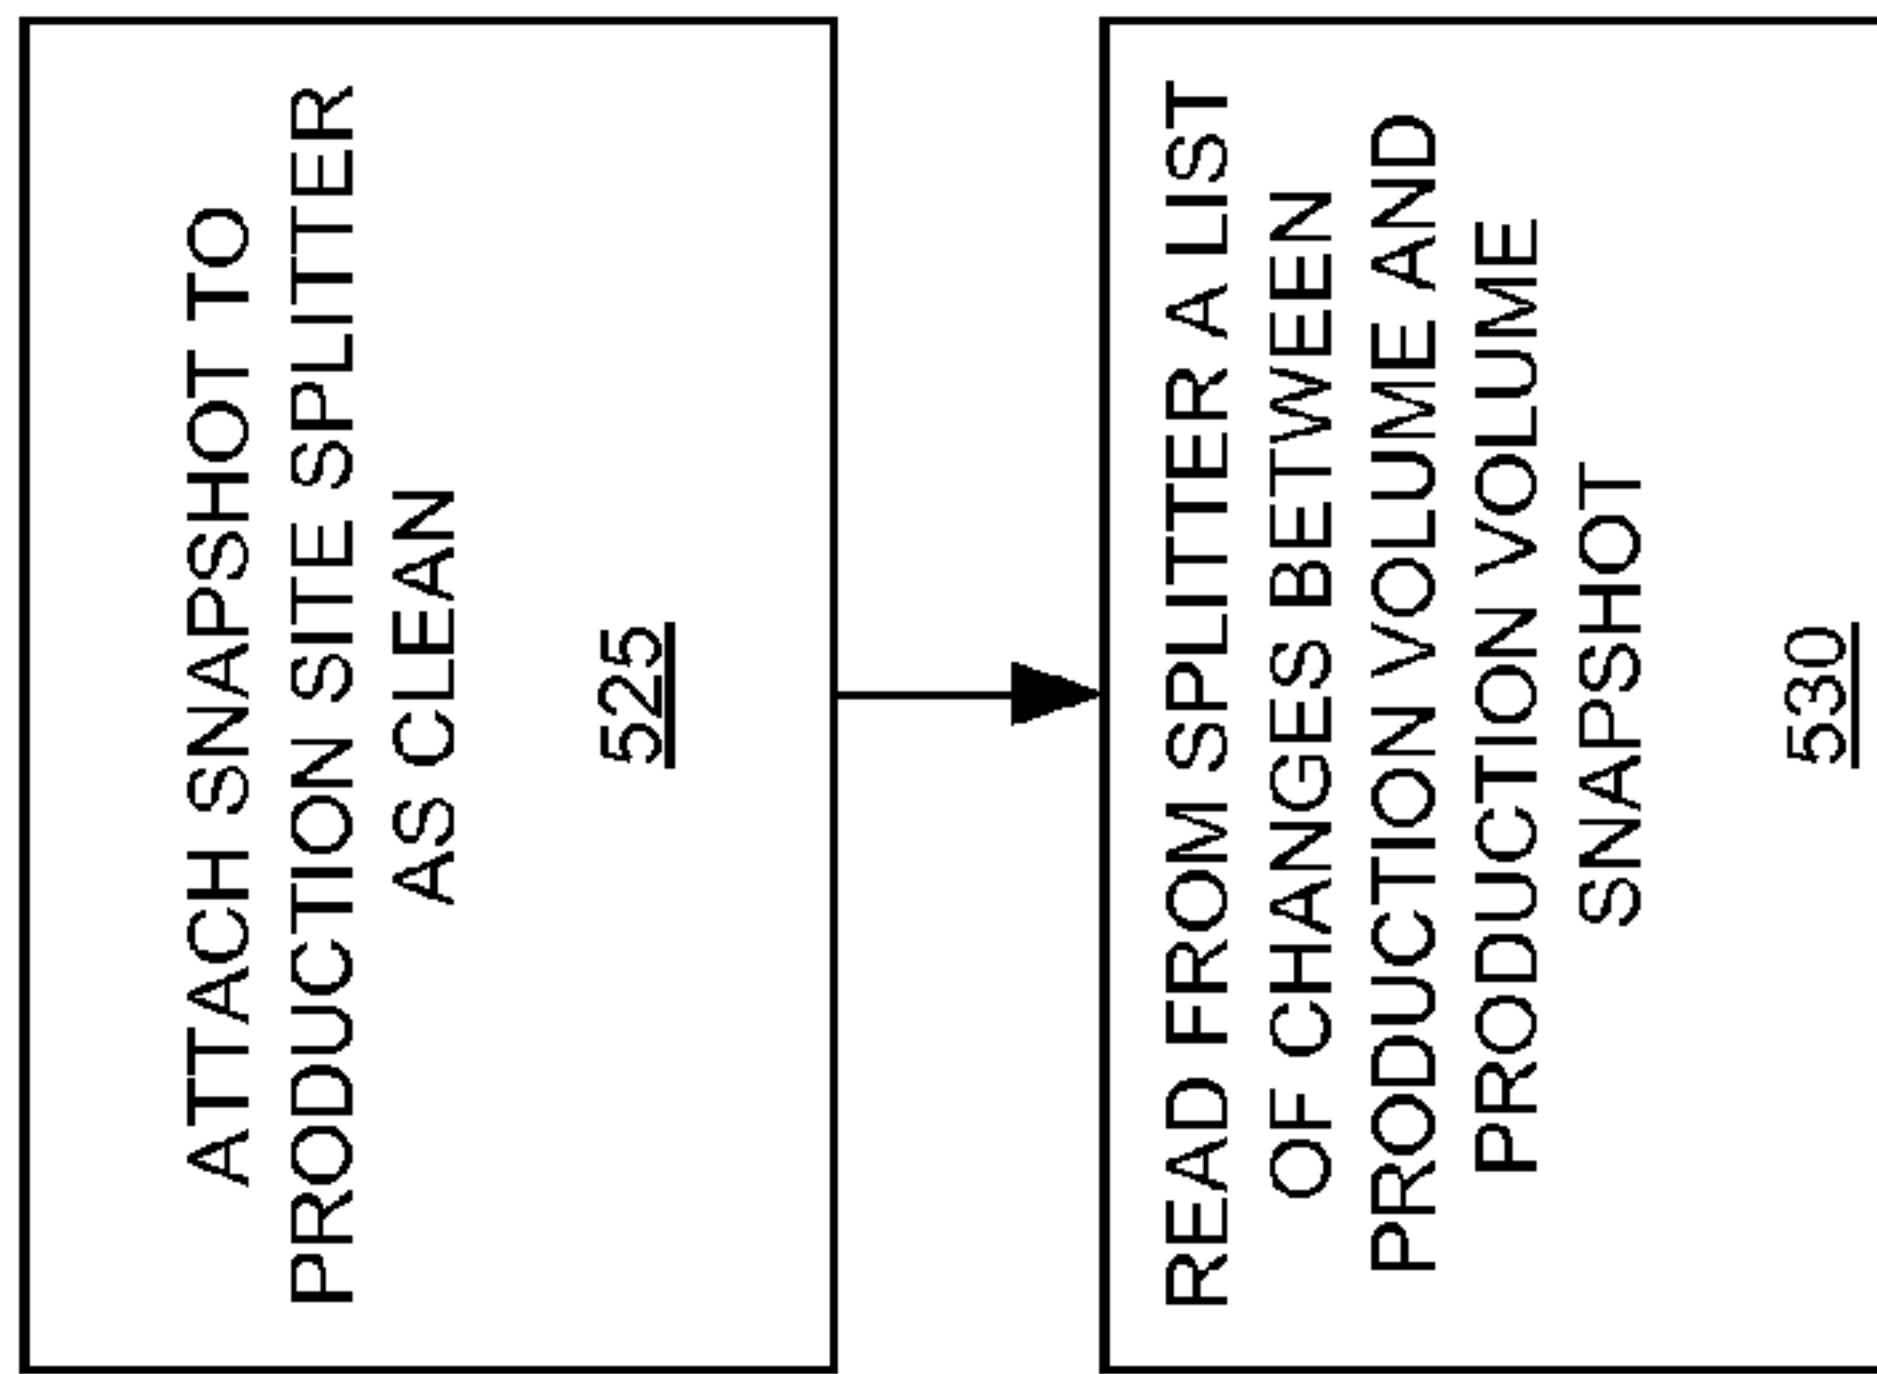 ATTACH SNAPSHOT TO
PRODUCTION SITE SPLITTER
AS CLEAN
525
READ FROM SPLITTER A LIST
OF CHANGES BETWEEN
PRODUCTION VOLUME AND
PRODUCTION VOLUME
SNAPSHOT
530